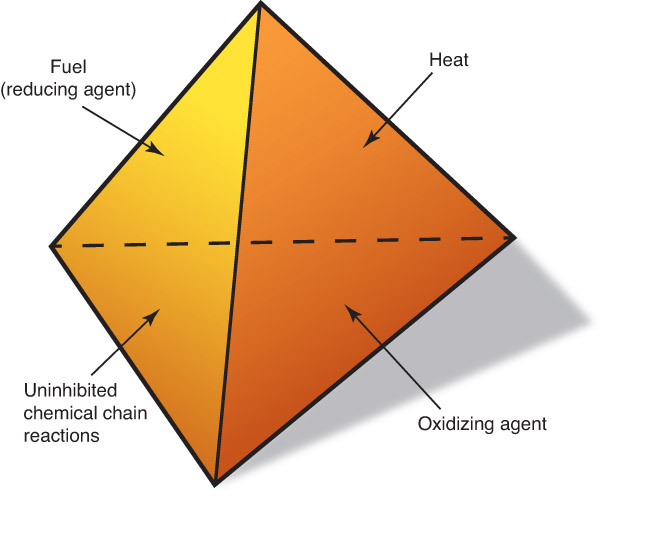 Fuel
(reducing agent)
Heat
Uninhibited
chemical chain
reactions
Oxidizing agent